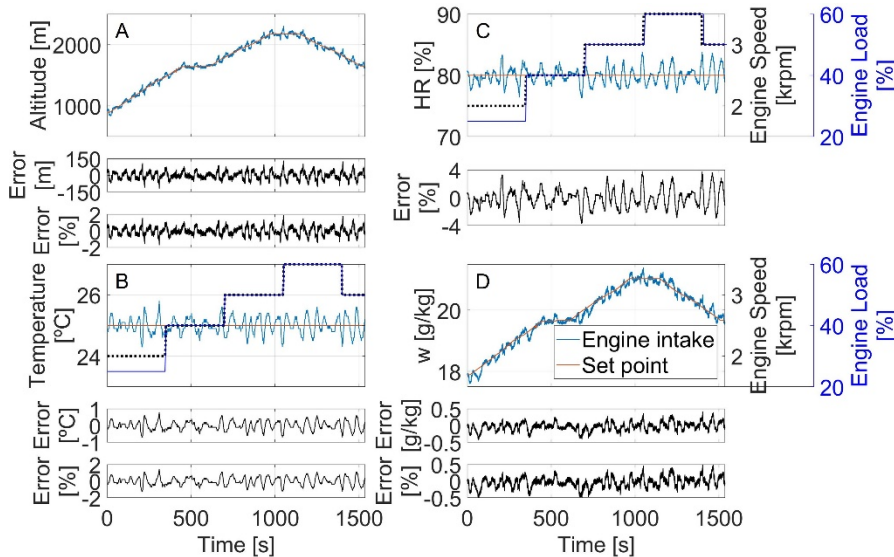 A
Altitude [m]
2000
1000
Error [m]
150
0
-150
Error [%]
2
0
-2
B
Temperature [ºC]
26
24
Error [ºC]
1
0
-1
Error [%]
2
0
-2
0 500 1000 1500
Time [s]
C
HR [%]
90
80
70
3
2
Engine Speed [krpm]
60
40
20
Engine Load [%]
Error [%]
4
0
-4
D
w [g/kg]
20
18
3
2
Engine Speed [krpm]
60
40
20
Engine Load [%]
Engine intake
Set point
Error [g/kg]
0.5
0
-0.5
Error [%]
0.5
0
-0.5
0 500 1000 1500
Time [s]